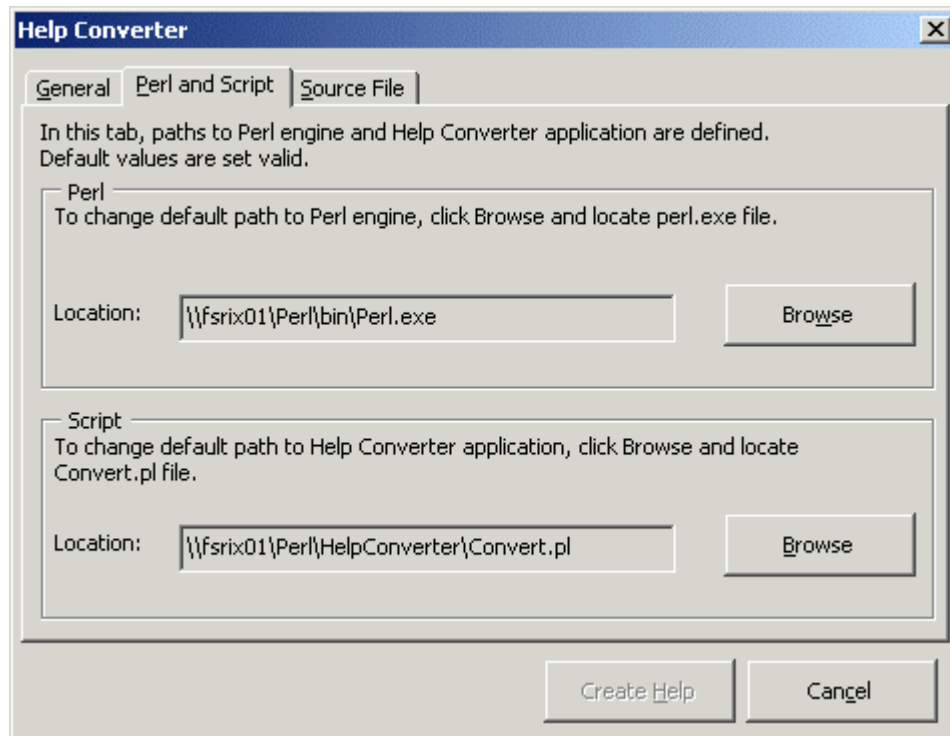 Help Converter
General Perl and Script Source File
In this tab, paths to Perl engine and Help Converter application are defined.
Default values are set valid.
Perl
To change default path to Perl engine, click Browse and locate perl.exe file.
Location: \\fsrix01\Perl\bin\Perl.exe Browse
Script
To change default path to Help Converter application, click Browse and locate
Convert.pl file.
Location: \\fsrix01\Perl\HelpConverter\Convert.pl Browse
Create Help Cancel